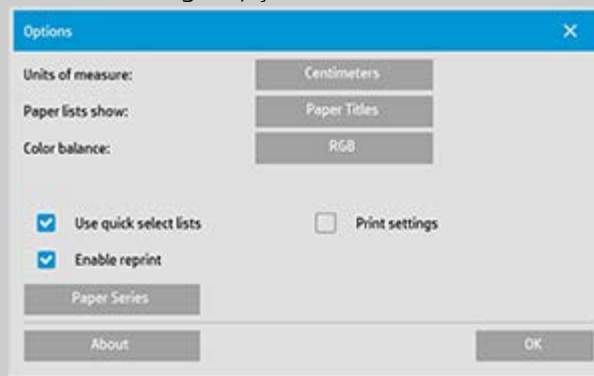 Options
Units of measure: Centimeters
Paper lists show: Paper Titles
Color balance: RGB
Use quick select lists Print settings
Enable reprint
Paper Series
About OK